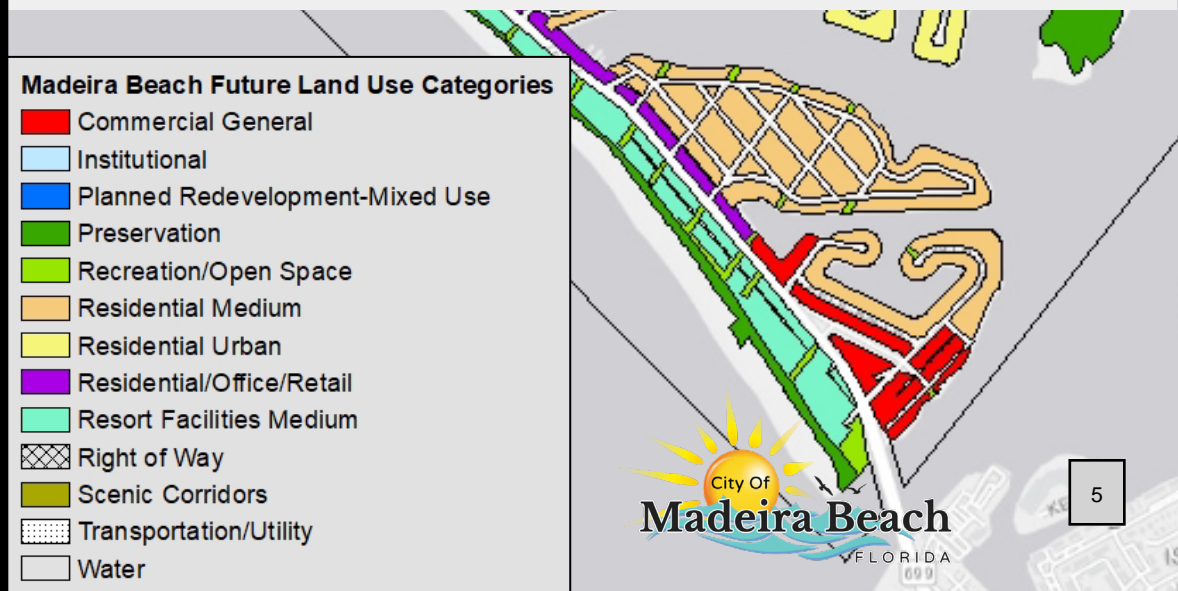 Madeira Beach Future Land Use Categories
Commercial General
Institutional
Planned Redevelopment-Mixed Use
Preservation
Recreation/Open Space
Residential Medium
Residential Urban
Residential/Office/Retail
Resort Facilities Medium
Right of Way
Scenic Corridors
Transportation/Utility
Water
City Of
Madeira Beach
FLORIDA
699
5